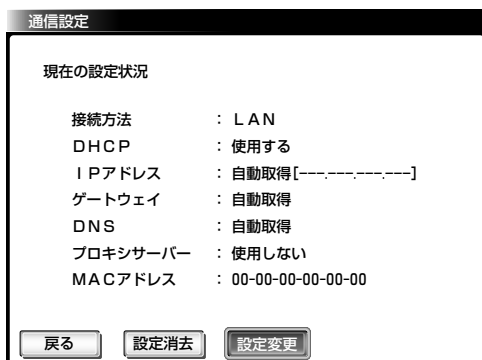 通信設定
現在の設定状況
接続方法 : LAN
DHCP : 使用する
IPアドレス : 自動取得[---.---.---.---]
ゲートウェイ : 自動取得
DNS : 自動取得
プロキシサーバー : 使用しない
MACアドレス : 00-00-00-00-00-00
戻る 設定消去 設定変更